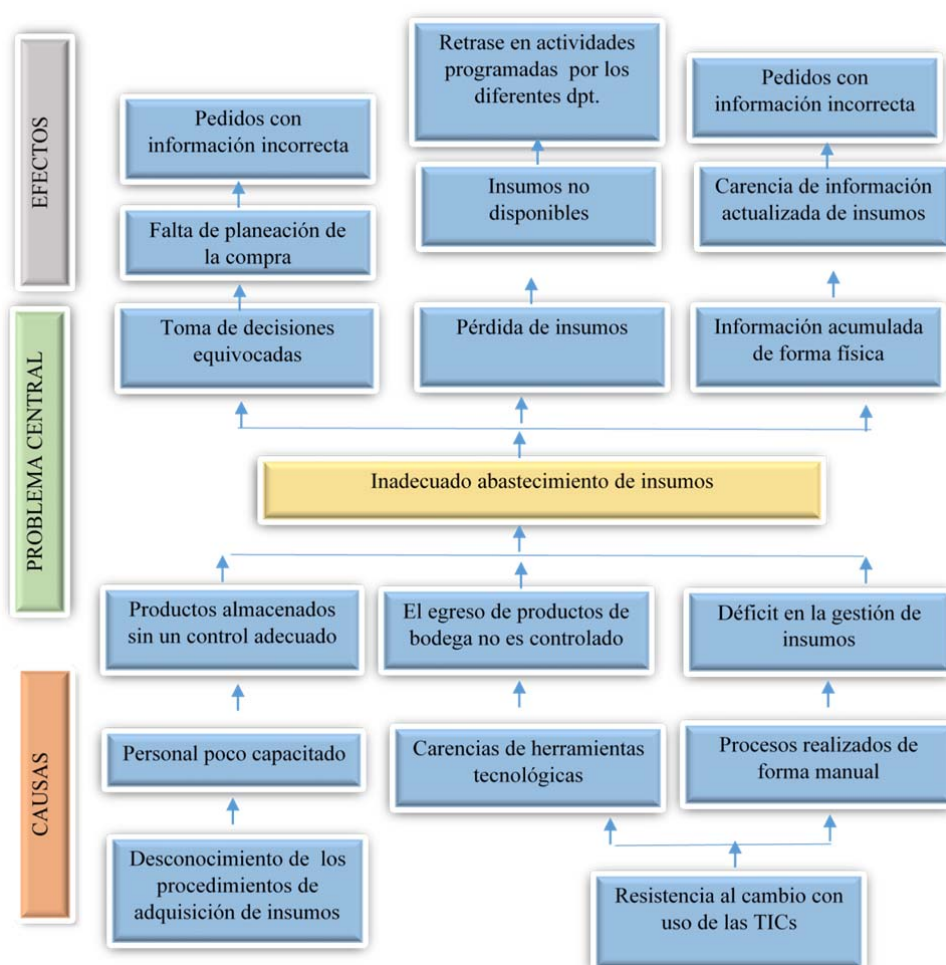 EFECTOS
Retrase en actividades
programadas por los
diferentes dpt.
Pedidos con
información incorrecta
Pedidos con
información incorrecta
Insumos no
disponibles
Carencia de información
actualizada de insumos
Falta de planeación de
la compra
PROBLEMA CENTRAL
Toma de decisiones
equivocadas
Pérdida de insumos
Información acumulada
de forma física
Inadecuado abastecimiento de insumos
Productos almacenados
sin un control adecuado
El egreso de productos de
bodega no es controlado
Déficit en la gestión de
insumos
CAUSAS
Personal poco capacitado
Carencias de herramientas
tecnológicas
Procesos realizados de
forma manual
Desconocimiento de los
procedimientos de
adquisición de insumos
Resistencia al cambio con
uso de las TICs